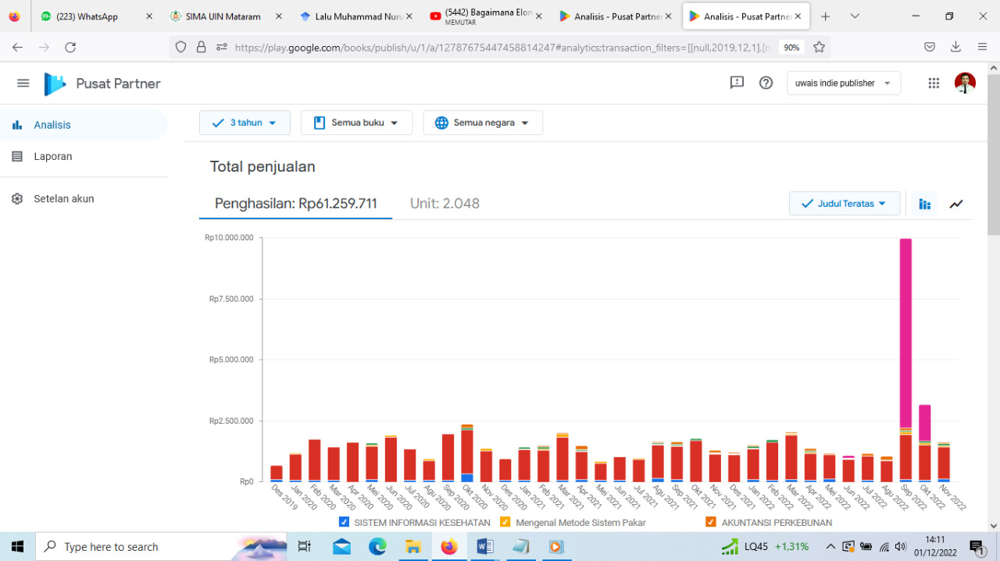 (223) WhatsApp
SIMA UIN Mataram
Lalu Muhammad Nuru
(5442) Bagaimana Elon
MEMUTAR
Analisis - Pusat Partner
Analisis - Pusat Partner
https://play.google.com/books/publish/u/1/a/12787675447458814247#analytics;transaction_filters=[[null,2019,12,1],[n
90%
Pusat Partner
uwais indie publisher
Analisis
Laporan
Setelan akun
3 tahun
Semua buku
Semua negara
Total penjualan
Penghasilan: Rp61.259.711
Unit: 2.048
Judul Teratas
Rp10.000.000
Rp7.500.000
Rp5.000.000
Rp2.500.000
Rp0
Des 2019
Jan 2020
Feb 2020
Mar 2020
Apr 2020
Mei 2020
Jun 2020
Jul 2020
Agu 2020
Sep 2020
Okt 2020
Nov 2020
Des 2020
Jan 2021
Feb 2021
Mar 2021
Apr 2021
Mei 2021
Jun 2021
Jul 2021
Agu 2021
Sep 2021
Okt 2021
Nov 2021
Des 2021
Jan 2022
Feb 2022
Mar 2022
Apr 2022
Mei 2022
Jun 2022
Jul 2022
Agu 2022
Sep 2022
Okt 2022
Nov 2022
SISTEM INFORMASI KESEHATAN
Mengenal Metode Sistem Pakar
AKUNTANSI PERKEBUNAN
Type here to search
LQ45 +1,31%
14:11
01/12/2022
1